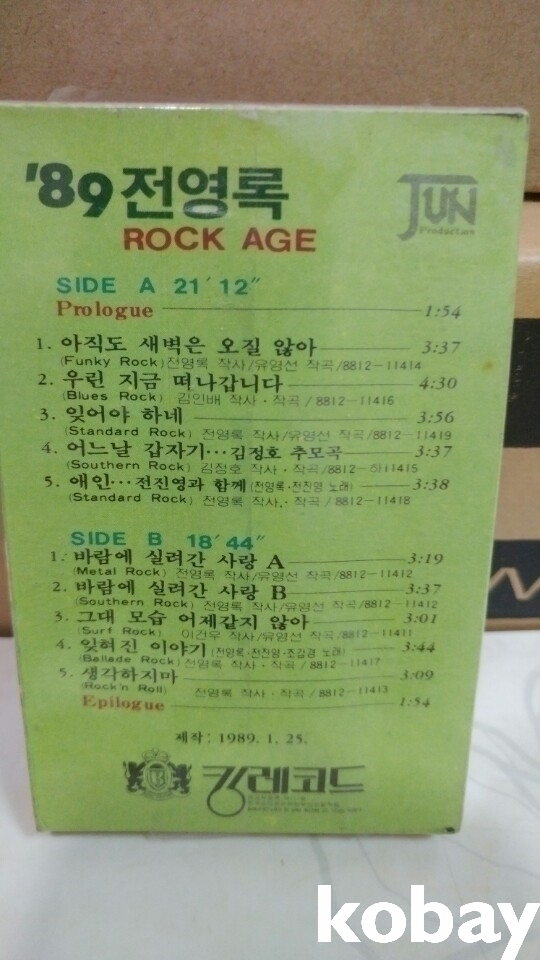 '89 전영록
ROCK AGE
JUN
Production
SIDE A 21' 12"
Prologue 1:54
1. 아직도 새벽은 오질 않아 3:37
(Funky Rock) 전영록 작사/유영선 작곡/8812-11414
2. 우린 지금 떠나갑니다 4:30
(Blues Rock) 김인배 작사·작곡/8812-11416
3. 잊어야 하네 3:56
(Standard Rock) 전영록 작사/유영선 작곡/8812-11419
4. 어느날 갑자기…김정호 추모곡 3:37
(Southern Rock) 김정호 작사·작곡/8812-하11415
5. 애인…전진영과 함께 (전영록·전진영 노래) 3:38
(Standard Rock) 전영록 작사·작곡/8812-11418
SIDE B 18' 44"
1. 바람에 실려간 사랑 A 3:19
(Metal Rock) 전영록 작사/유영선 작곡/8812-11412
2. 바람에 실려간 사랑 B 3:37
(Southern Rock) 전영록 작사/유영선 작곡/8812-11412
3. 그대 모습 어제같지 않아 3:01
(Surf Rock) 이건우 작사/유영선 작곡/8812-11411
4. 잊혀진 이야기 (전영록·전진영·조갑경 노래) 3:44
(Ballade Rock) 전영록 작사·작곡/8812-11417
5. 생각하지마 3:09
(Rock'n Roll) 전영록 작사·작곡/8812-11413
Epilogue 1:54
제작: 1989. 1. 25.
킹레코드
kobay